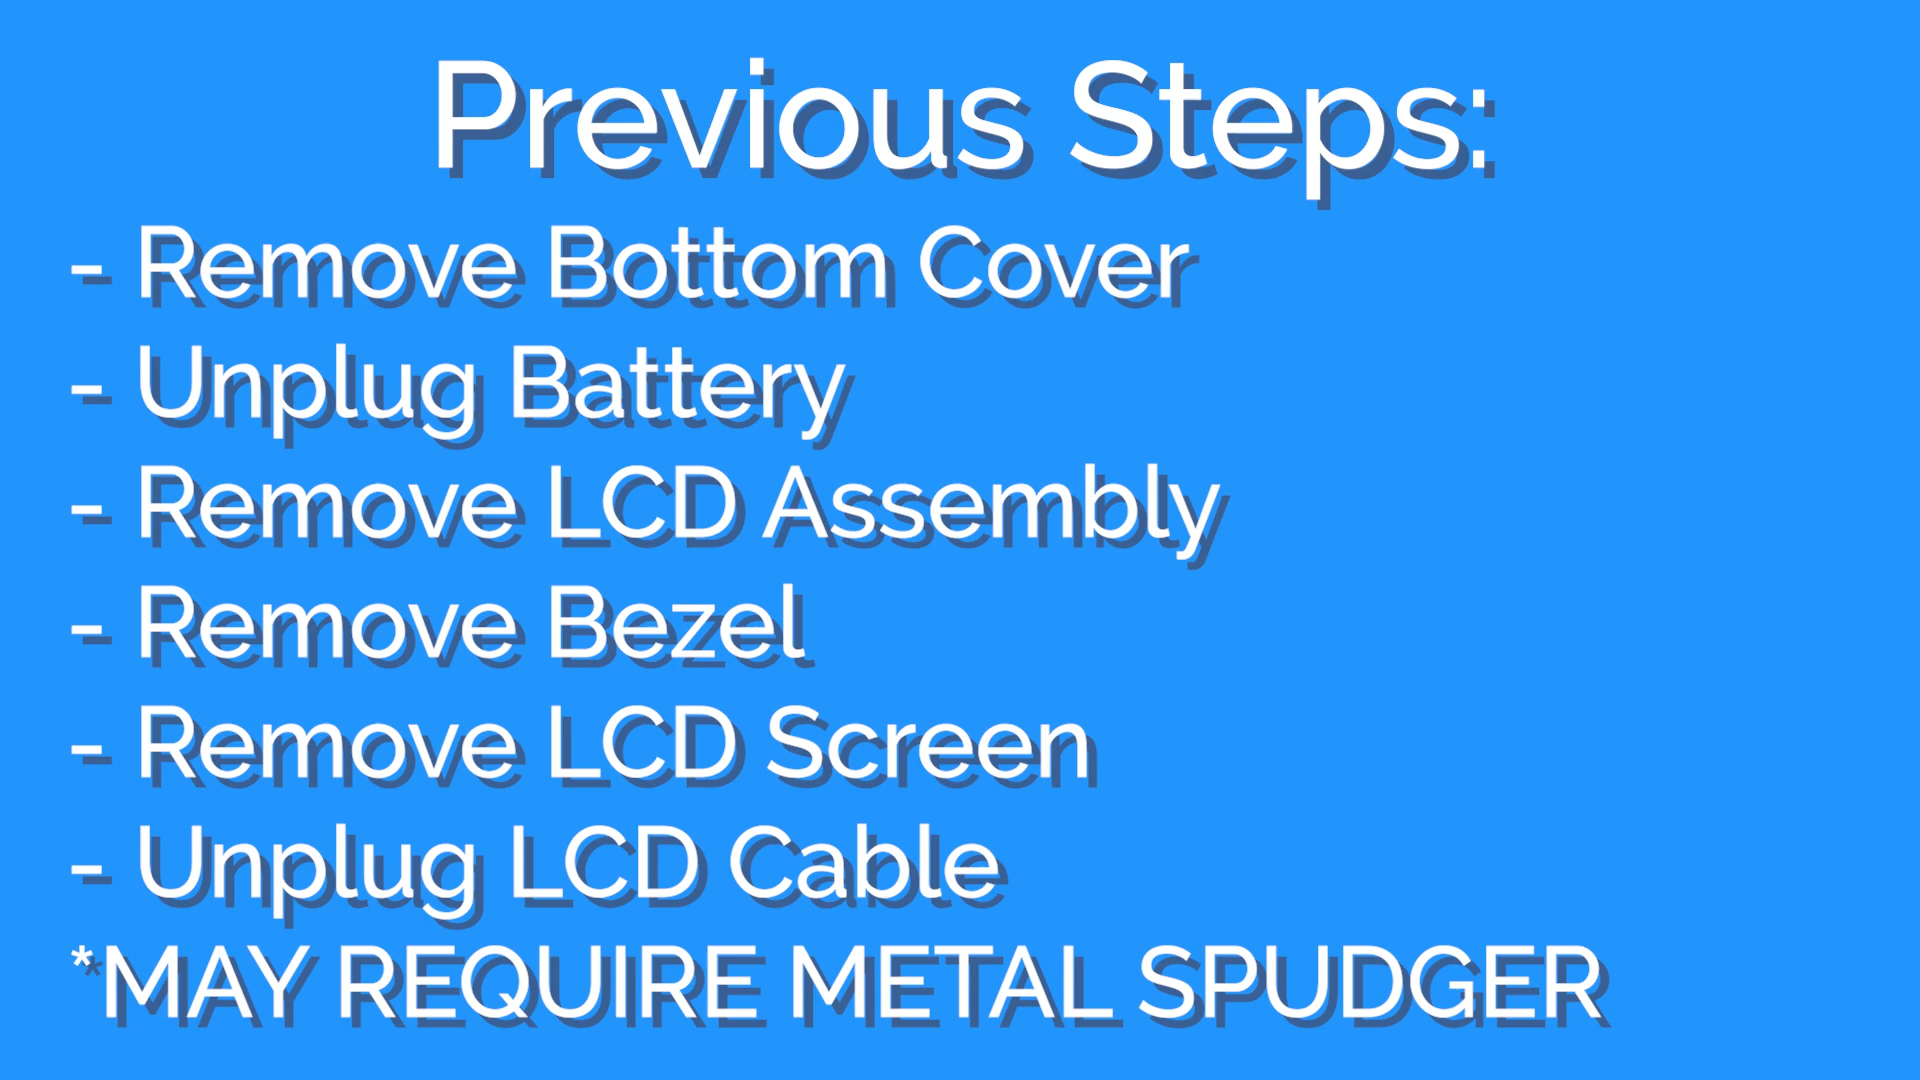 Previous Steps:
- Remove Bottom Cover
- Unplug Battery
- Remove LCD Assembly
- Remove Bezel
- Remove LCD Screen
- Unplug LCD Cable
*MAY REQUIRE METAL SPUDGER